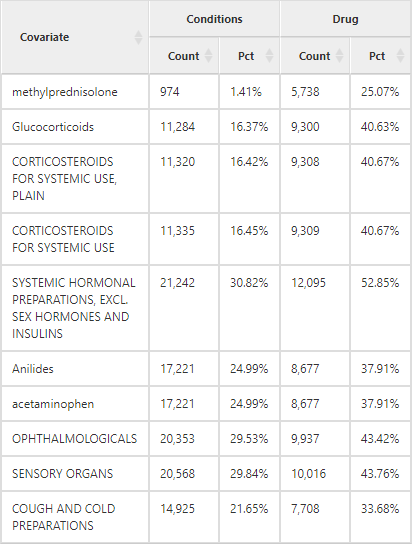 Conditions Drug
Covariate
Count Pct Count Pct
methylprednisolone 974 1.41% 5,738 25.07%
Glucocorticoids 11,284 16.37% 9,300 40.63%
CORTICOSTEROIDS 11,320 16.42% 9,308 40.67%
FOR SYSTEMIC USE,
PLAIN
CORTICOSTEROIDS 11,335 16.45% 9,309 40.67%
FOR SYSTEMIC USE
SYSTEMIC HORMONAL 21,242 30.82% 12,095 52.85%
PREPARATIONS, EXCL.
SEX HORMONES AND
INSULINS
Anilides 17,221 24.99% 8,677 37.91%
acetaminophen 17,221 24.99% 8,677 37.91%
OPHTHALMOLOGICALS 20,353 29.53% 9,937 43.42%
SENSORY ORGANS 20,568 29.84% 10,016 43.76%
COUGH AND COLD 14,925 21.65% 7,708 33.68%
PREPARATIONS